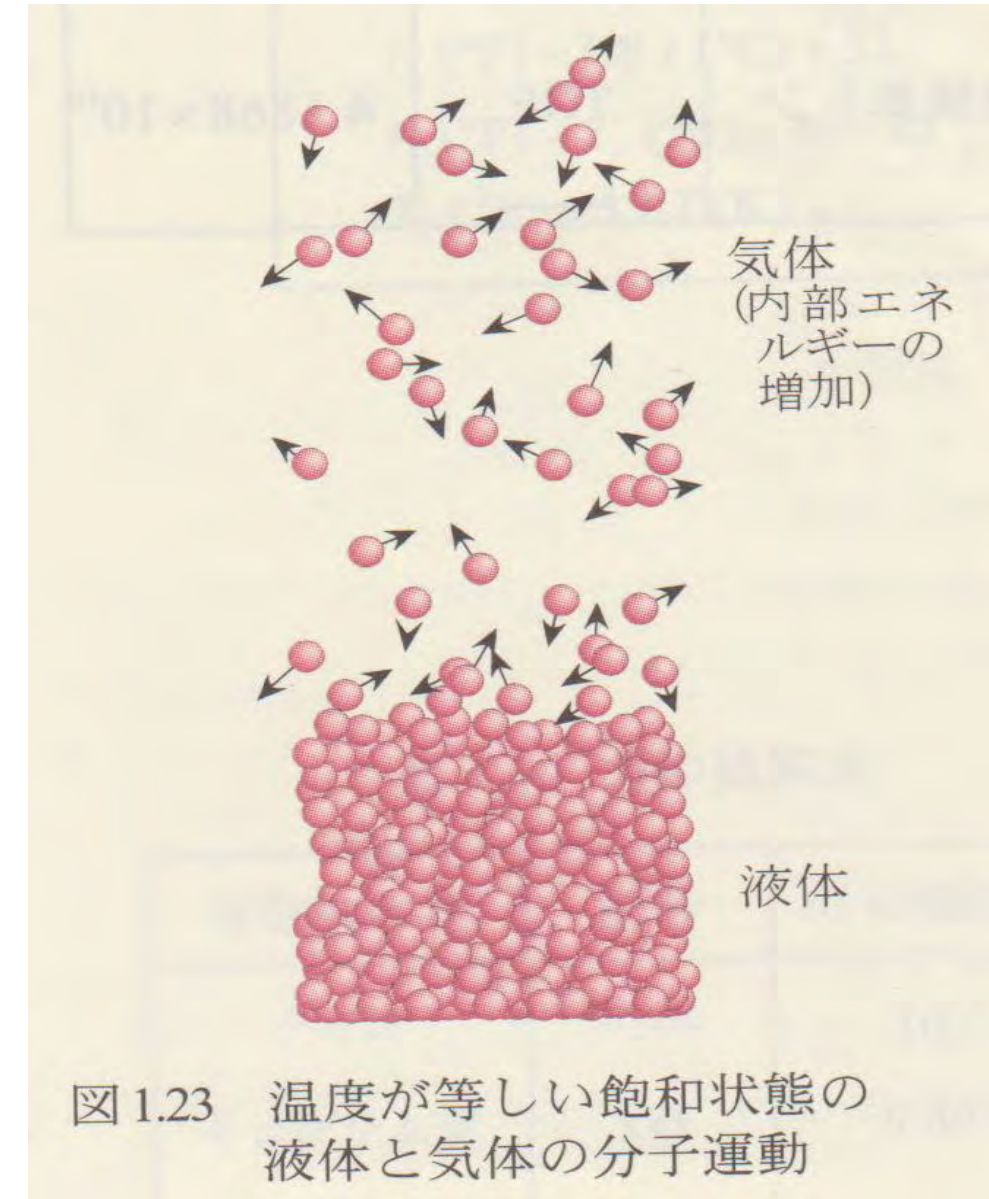 気体
(内部エネ
ルギーの
増加)
液体
図1.23 温度が等しい飽和状態の
液体と気体の分子運動